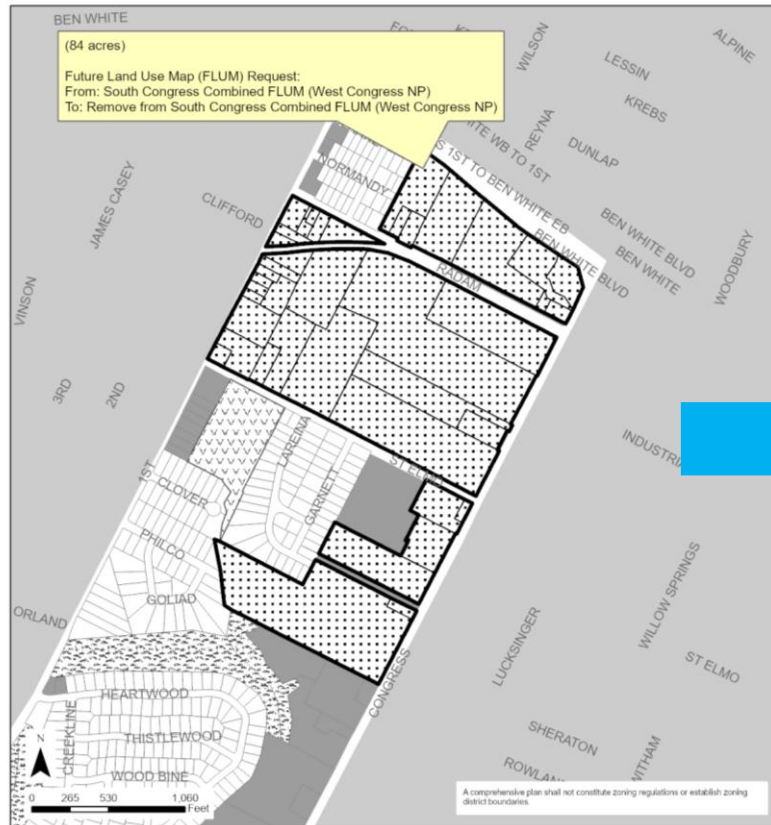 BEN WHITE
(84 acres)
Future Land Use Map (FLUM) Request:
From: South Congress Combined FLUM (West Congress NP)
To: Remove from South Congress Combined FLUM (West Congress NP)
WILSON
ALPINE
LESSIN
KREBS
REYNA
DUNLAP
WB TO 1ST
1ST TO BEN WHITE EB
NORMANDY
JAMES CASEY
CLIFFORD
BEN WHITE BLVD
BEN WHITE BLVD
BEN WHITE
WOODBURY
RADAM
VINSON
3RD
2ND
1ST
LAREINA
GARNETT
ST ELMO
CLOVER
PHILCO
GOLIAD
ORLAND
WILLOW SPRINGS
LUCKSINGER
ST ELMO
CONGRESS
HEARTWOOD
CREEKLINE
THISTLEWOOD
WOOD BINE
SHERATON
N
0 265 530 1,060
Feet
A comprehensive plan shall not constitute zoning regulations or establish zoning
district boundaries.